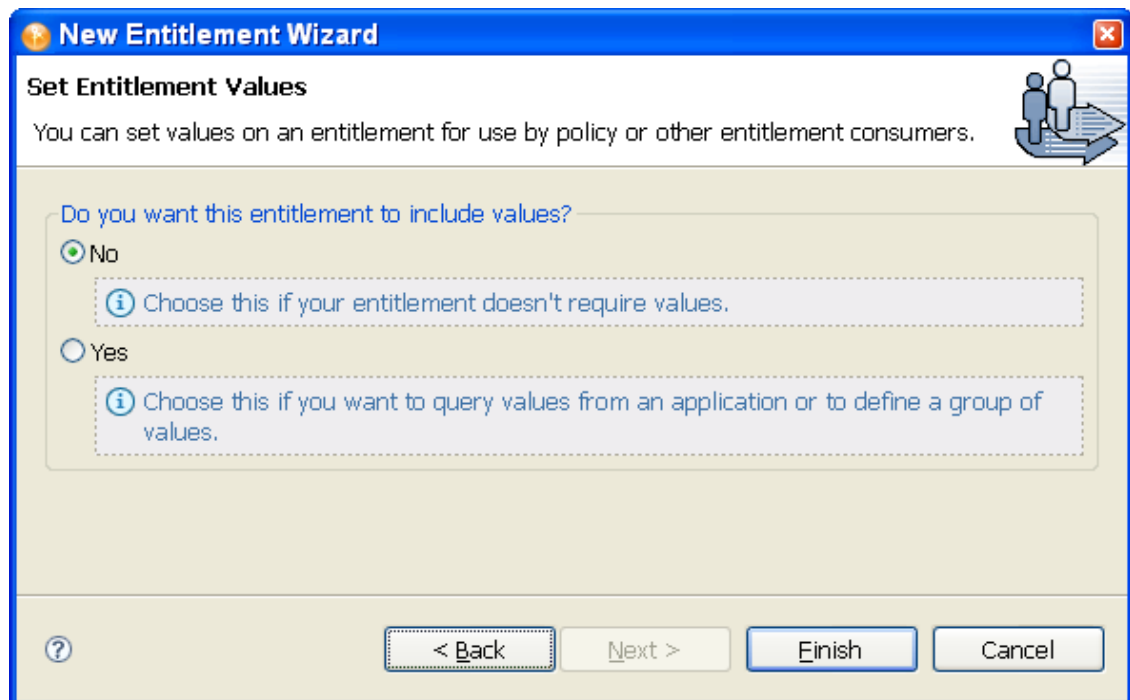 New Entitlement Wizard
Set Entitlement Values
You can set values on an entitlement for use by policy or other entitlement consumers.
Do you want this entitlement to include values?
No
Choose this if your entitlement doesn't require values.
Yes
Choose this if you want to query values from an application or to define a group of
values.
< Back Next > Finish Cancel